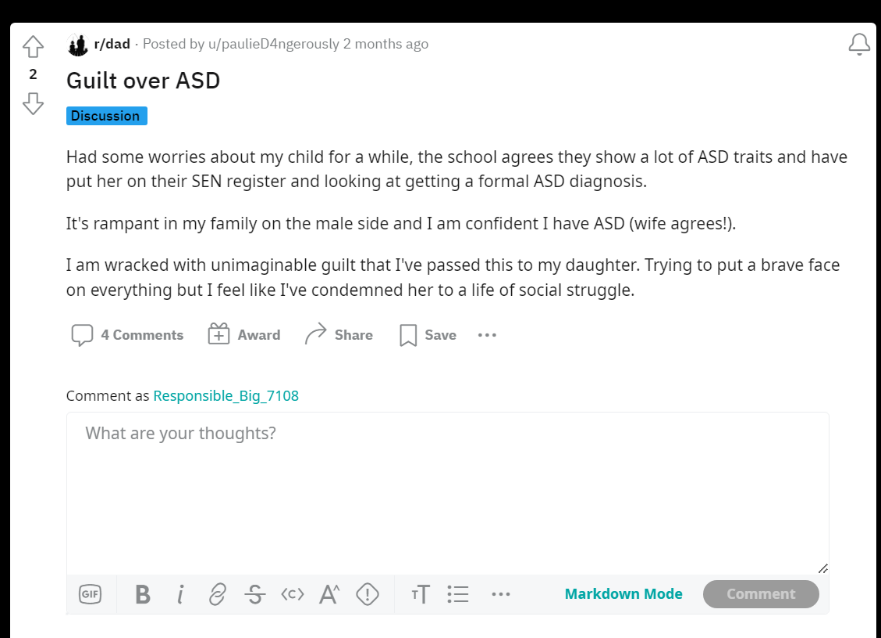 r/dad · Posted by u/paulieD4ngerously 2 months ago
2
Guilt over ASD
Discussion
Had some worries about my child for a while, the school agrees they show a lot of ASD traits and have
put her on their SEN register and looking at getting a formal ASD diagnosis.
It's rampant in my family on the male side and I am confident I have ASD (wife agrees!).
I am wracked with unimaginable guilt that I've passed this to my daughter. Trying to put a brave face
on everything but I feel like I've condemned her to a life of social struggle.
4 Comments Award Share Save ···
Comment as Responsible_Big_7108
What are your thoughts?
GIF B i S <c> A^ ! TT ··· Markdown Mode Comment